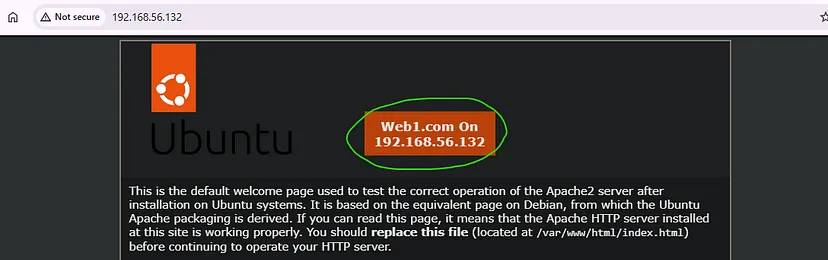 Not secure 192.168.56.132
Ubuntu
Web1.com On
192.168.56.132
This is the default welcome page used to test the correct operation of the Apache2 server after
installation on Ubuntu systems. It is based on the equivalent page on Debian, from which the Ubuntu
Apache packaging is derived. If you can read this page, it means that the Apache HTTP server installed
at this site is working properly. You should replace this file (located at /var/www/html/index.html)
before continuing to operate your HTTP server.